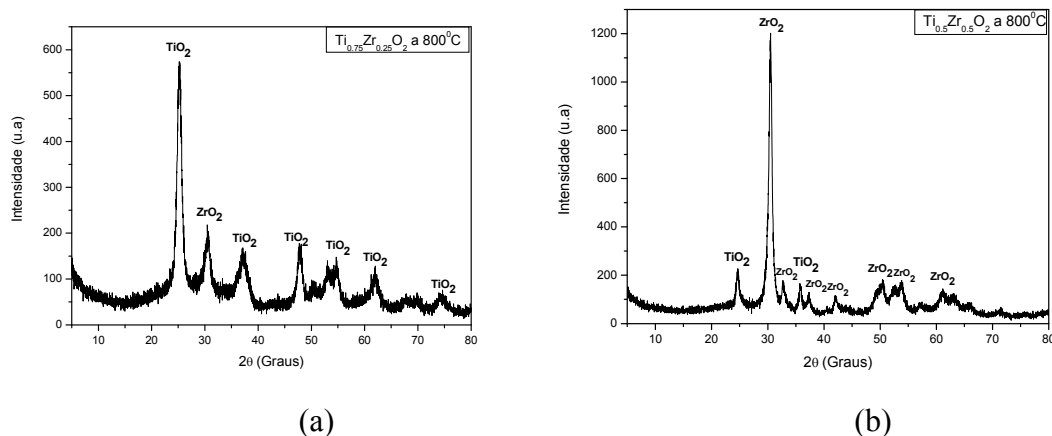 Ti0.75Zr0.25O2 a 800⁰C
TiO2
ZrO2
TiO2
TiO2
TiO2
TiO2
TiO2
600
500
400
300
200
100
0
Intensidade (u.a)
10 20 30 40 50 60 70 80
2θ (Graus)
(a)
Ti0.5Zr0.5O2 a 800⁰C
ZrO2
TiO2
ZrO2
TiO2
ZrO2
ZrO2
ZrO2
ZrO2
ZrO2
1200
1000
800
600
400
200
0
Intensidade (u.a)
10 20 30 40 50 60 70 80
2θ (Graus)
(b)